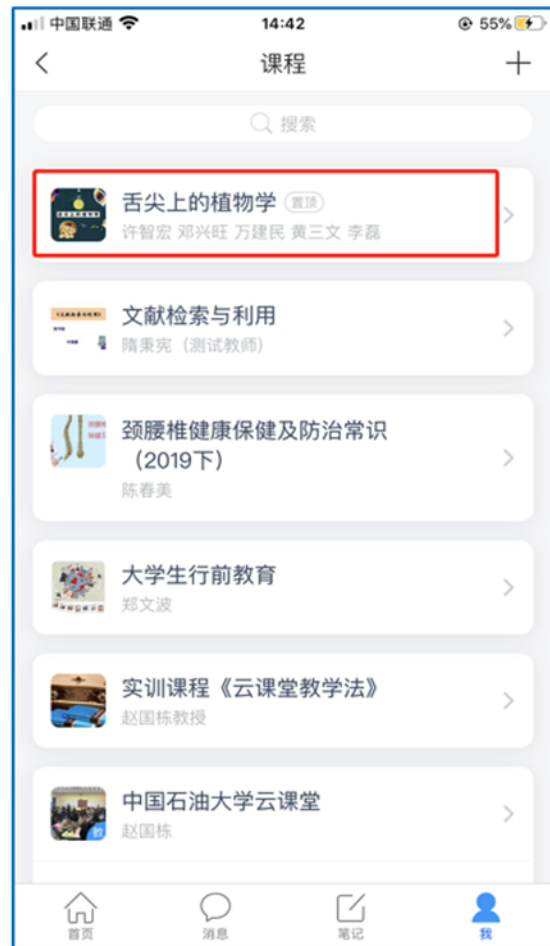 中国联通 14:42 55%
课程
搜索
舌尖上的植物学 置顶
许智宏 邓兴旺 万建民 黄三文 李磊
文献检索与利用
隋秉宪（测试教师）
颈腰椎健康保健及防治常识
（2019下）
陈春美
大学生行前教育
郑文波
实训课程《云课堂教学法》
赵国栋教授
中国石油大学云课堂
教
赵国栋
首页 消息 笔记 我